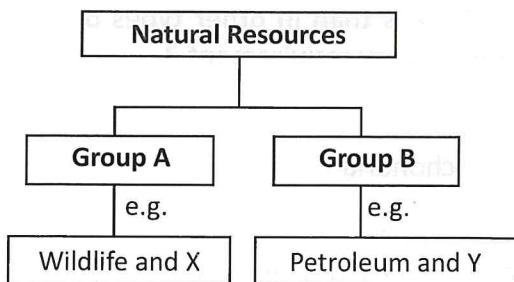 Natural Resources
Group A
Group B
e.g.
e.g.
Wildlife and X
Petroleum and Y